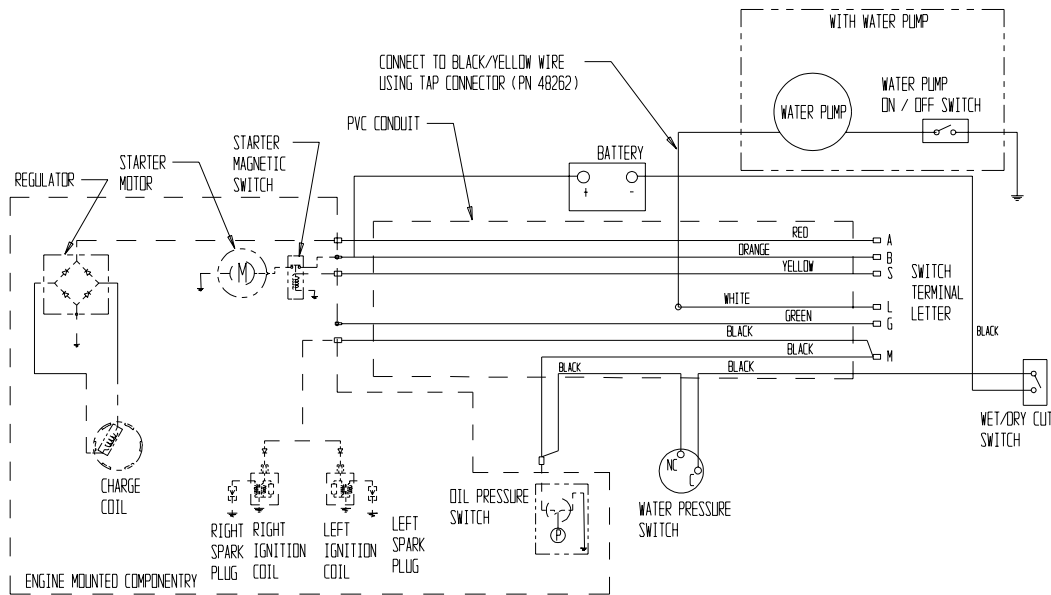 WITH WATER PUMP
CONNECT TO BLACK/YELLOW WIRE
USING TAP CONNECTOR (PN 48262)
WATER PUMP
WATER PUMP
ON / OFF SWITCH
PVC CONDUIT
STARTER
MAGNETIC
SWITCH
BATTERY
+ -
STARTER
MOTOR
REGULATOR
RED
A
ORANGE
B
M
YELLOW
S
SWITCH
TERMINAL
LETTER
WHITE
L
GREEN
G
BLACK
BLACK
BLACK
M
BLACK
BLACK
WET/DRY CUT
SWITCH
NC
C
CHARGE
COIL
OIL PRESSURE
SWITCH
WATER PRESSURE
SWITCH
P
RIGHT
SPARK
PLUG
RIGHT
IGNITION
COIL
LEFT
IGNITION
COIL
LEFT
SPARK
PLUG
ENGINE MOUNTED COMPONENTRY